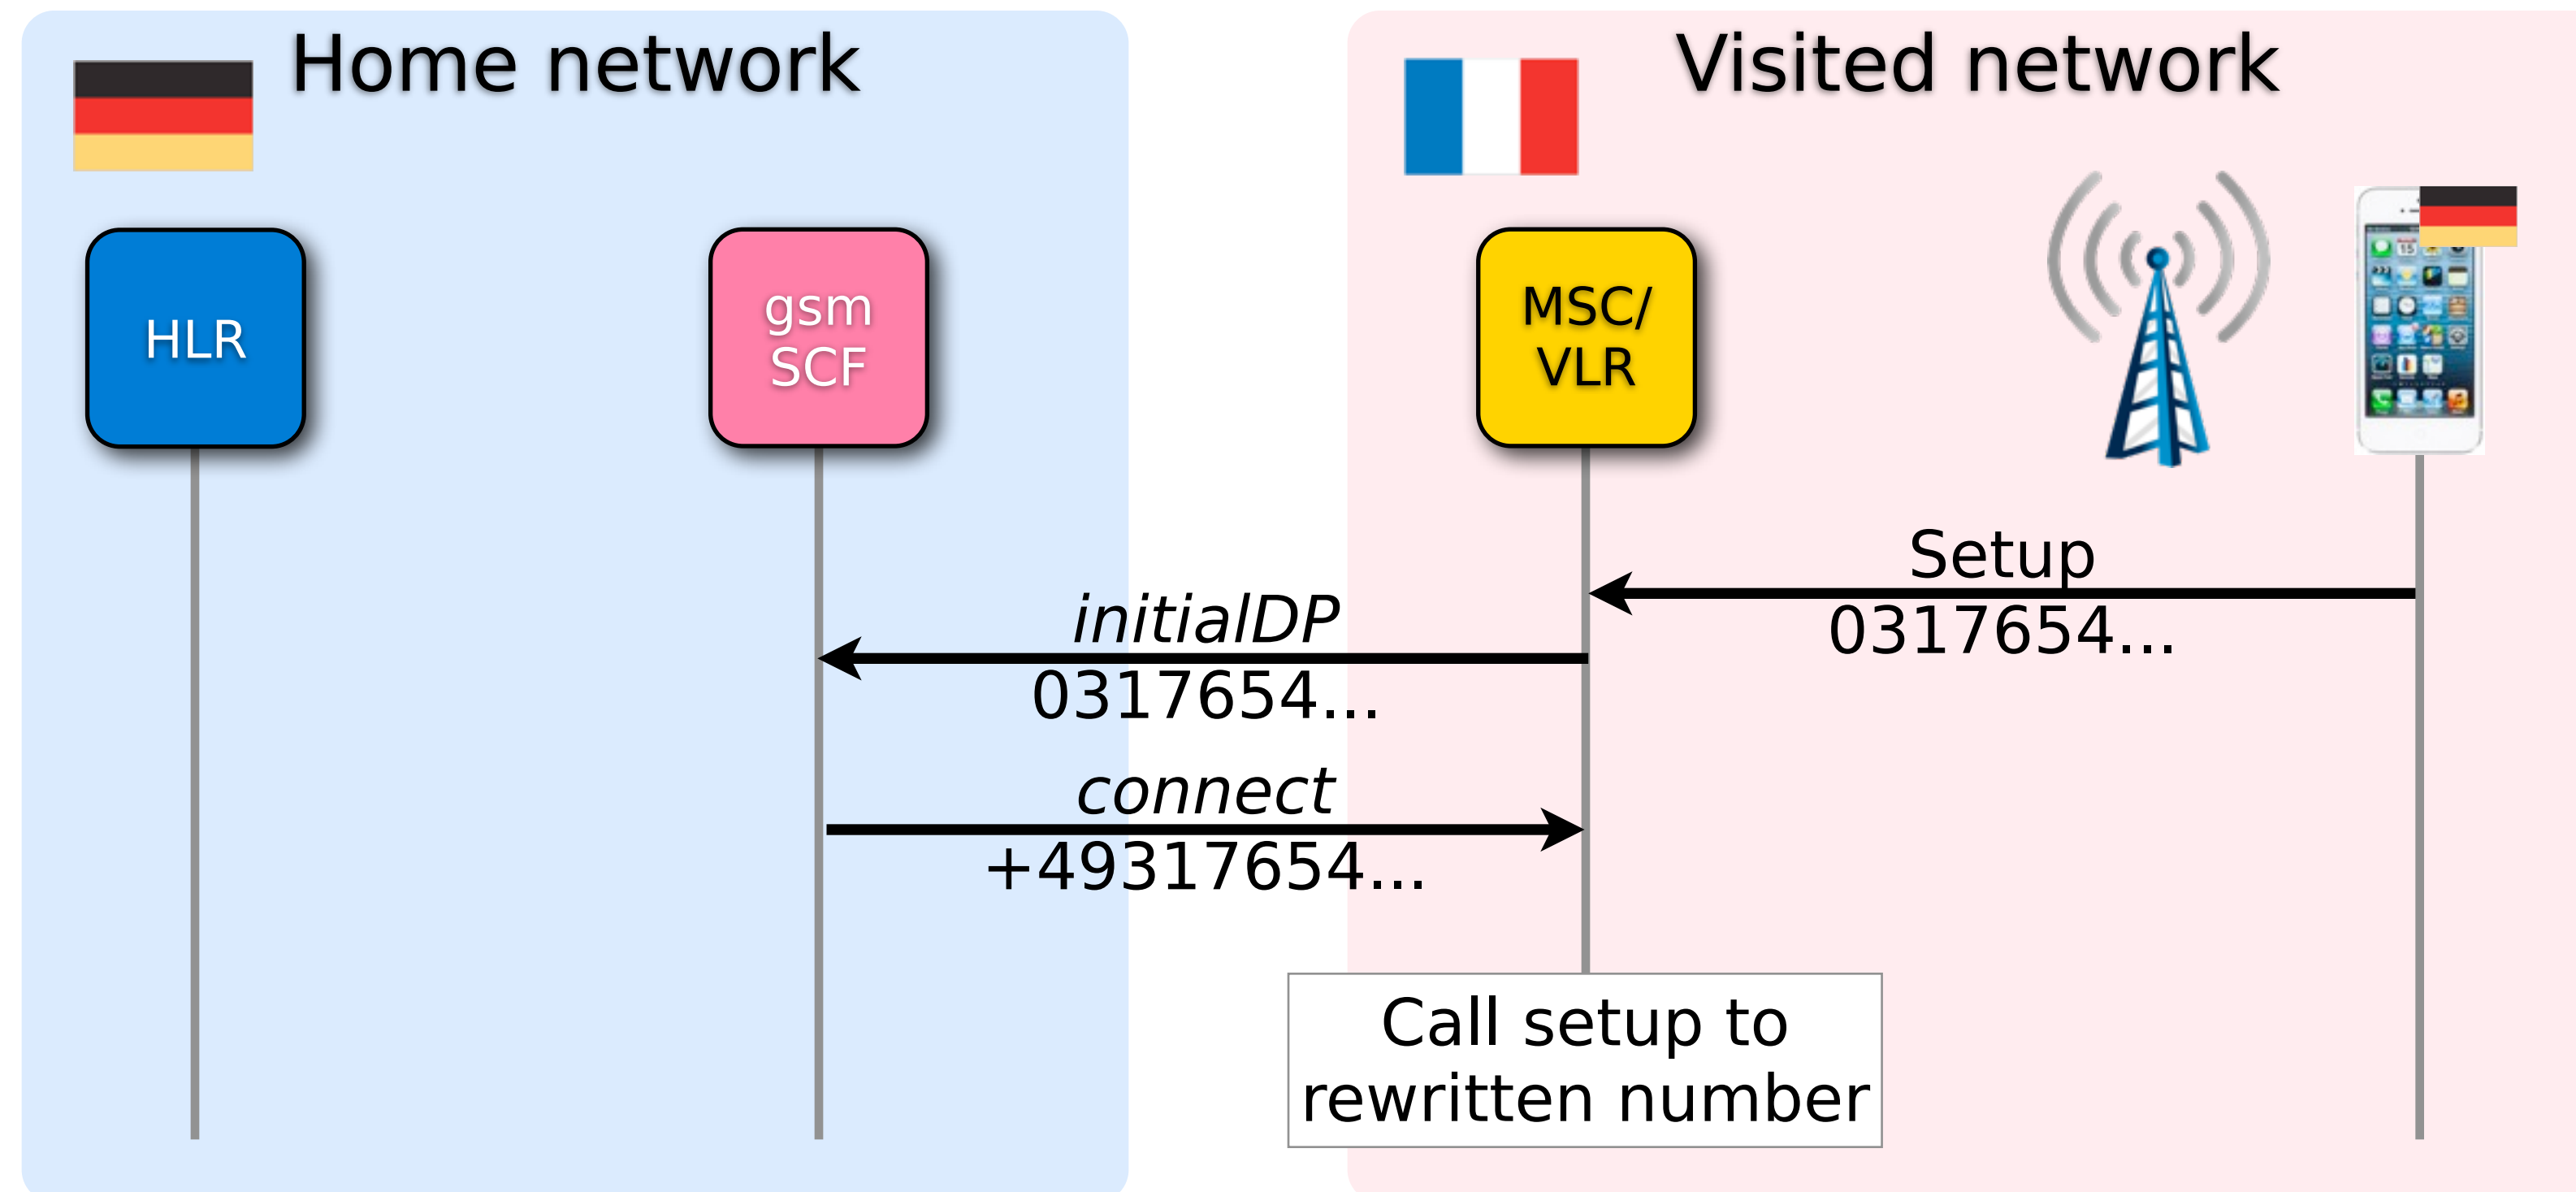 Home network
Visited network
HLR
gsm
SCF
MSC/
VLR
Setup
0317654...
initialDP
0317654...
connect
+49317654...
Call setup to
rewritten number